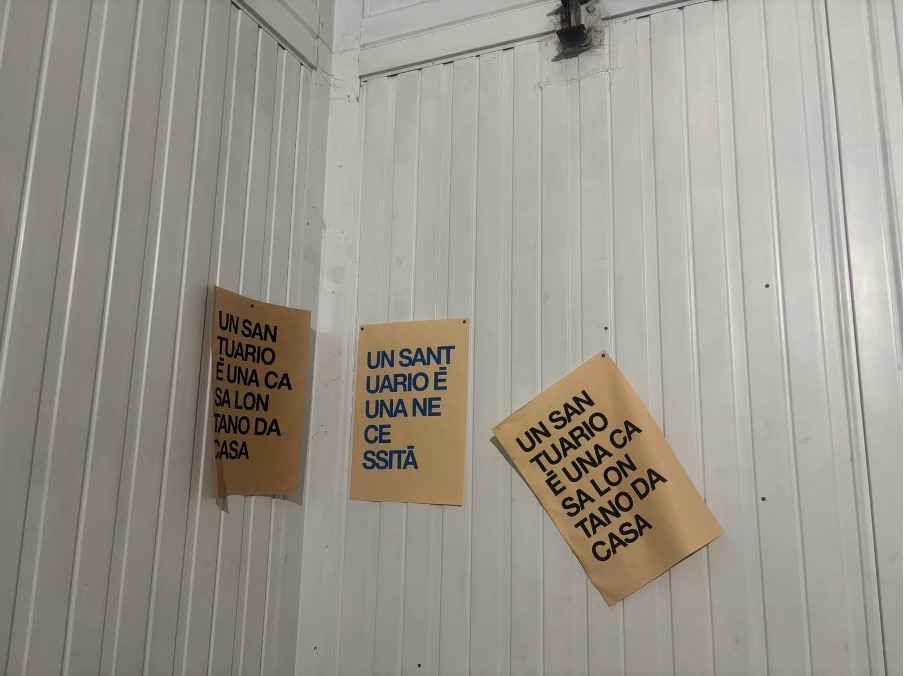 UN SAN
TUARIO
Ē UNA CA
SA LON
TANO DA
CASA
UN SANT
UARIO Ē
UNA NE
CE
SSITĀ
UN SAN
TUARIO
Ē UNA CA
SA LON
TANO DA
CASA